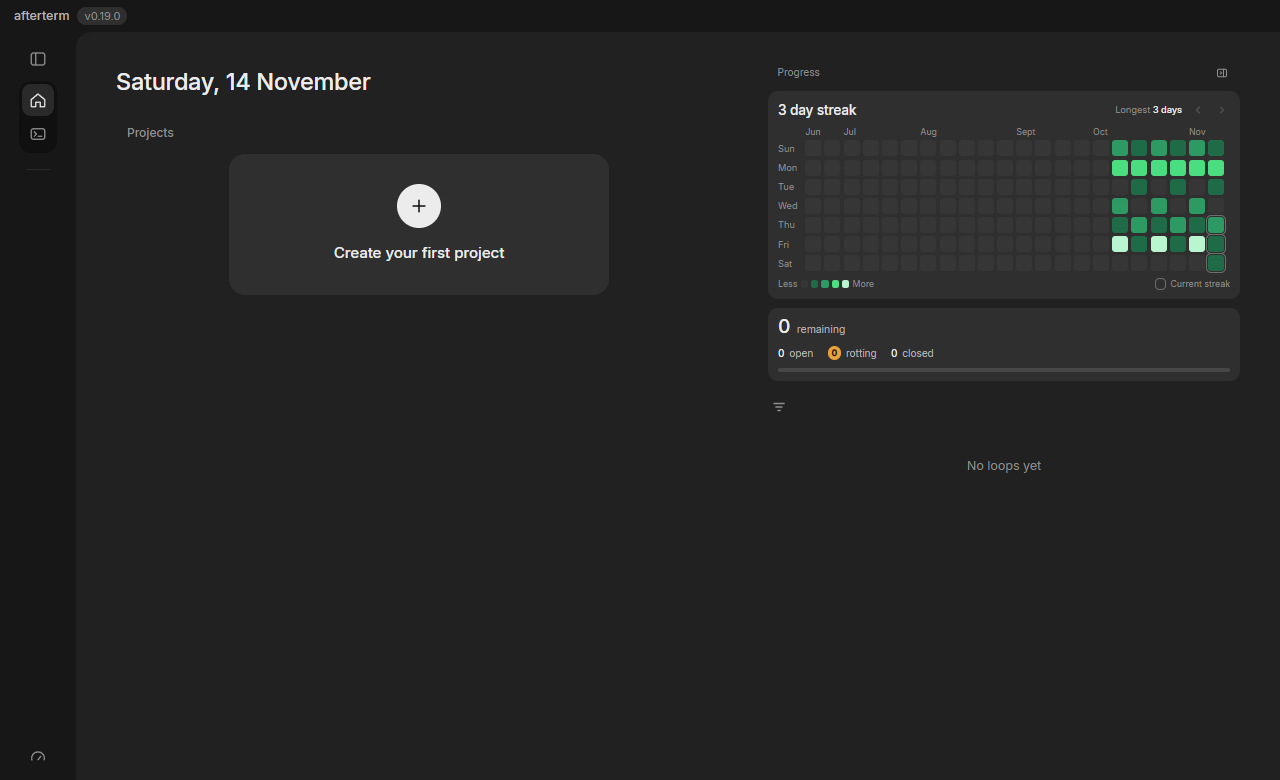 afterterm v0.19.0
Saturday, 14 November
Projects
Create your first project
Progress
3 day streak
Longest 3 days
Jun Jul Aug Sept Oct Nov
Sun
Mon
Tue
Wed
Thu
Fri
Sat
Less More
Current streak
0 remaining
0 open 0 rotting 0 closed
No loops yet